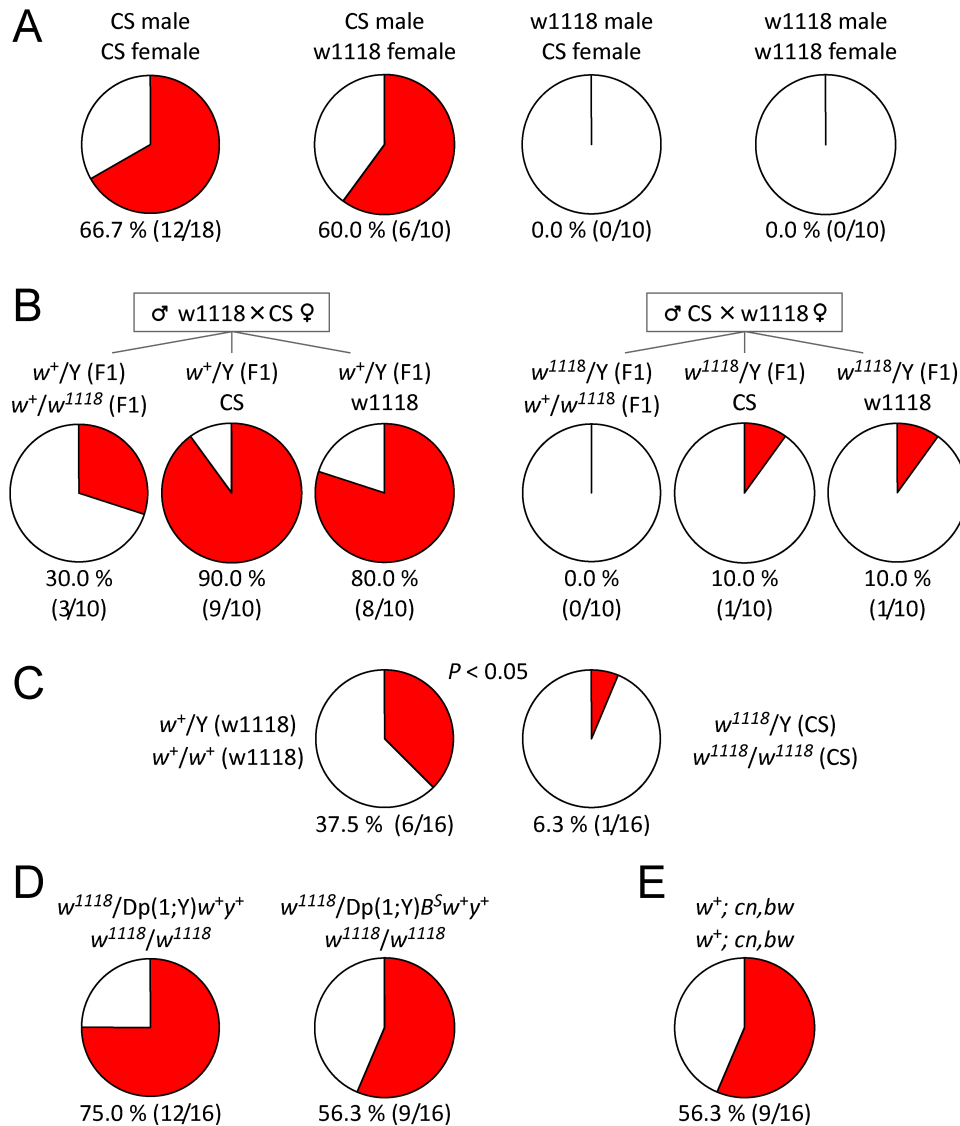 A
CS male
CS female
66.7 % (12/18)
CS male
w1118 female
60.0 % (6/10)
w1118 male
CS female
0.0 % (0/10)
w1118 male
w1118 female
0.0 % (0/10)
B
♂ w1118 × CS ♀
w⁺/Y (F1)
w⁺/w¹¹¹⁸ (F1)
30.0 %
(3/10)
w⁺/Y (F1)
CS
90.0 %
(9/10)
w⁺/Y (F1)
w1118
80.0 %
(8/10)
♂ CS × w1118 ♀
w¹¹¹⁸/Y (F1)
w⁺/w¹¹¹⁸ (F1)
0.0 %
(0/10)
w¹¹¹⁸/Y (F1)
CS
10.0 %
(1/10)
w¹¹¹⁸/Y (F1)
w1118
10.0 %
(1/10)
C
w⁺/Y (w1118)
w⁺/w⁺ (w1118)
37.5 % (6/16)
P < 0.05
w¹¹¹⁸/Y (CS)
w¹¹¹⁸/w¹¹¹⁸ (CS)
6.3 % (1/16)
D
w¹¹¹⁸/Dp(1;Y)w⁺y⁺
w¹¹¹⁸/w¹¹¹⁸
75.0 % (12/16)
w¹¹¹⁸/Dp(1;Y)Bˢw⁺y⁺
w¹¹¹⁸/w¹¹¹⁸
56.3 % (9/16)
E
w⁺; cn,bw
w⁺; cn,bw
56.3 % (9/16)